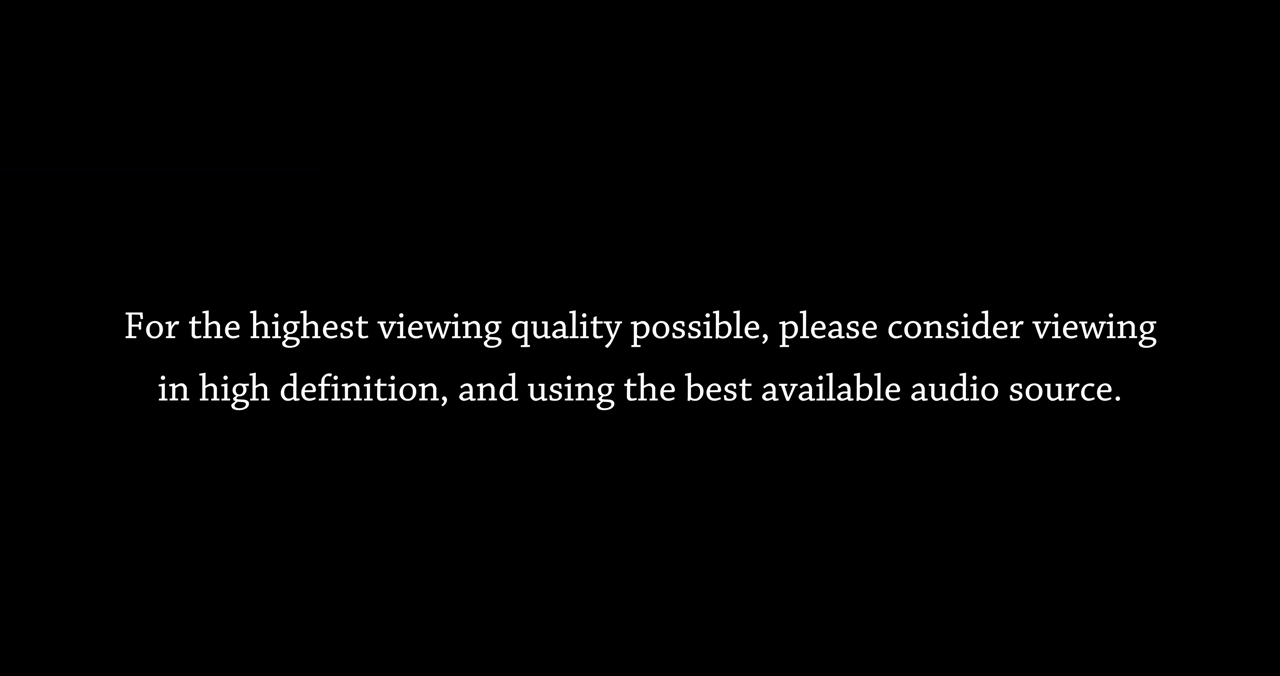 For the highest viewing quality possible, please consider viewing
in high definition, and using the best available audio source.